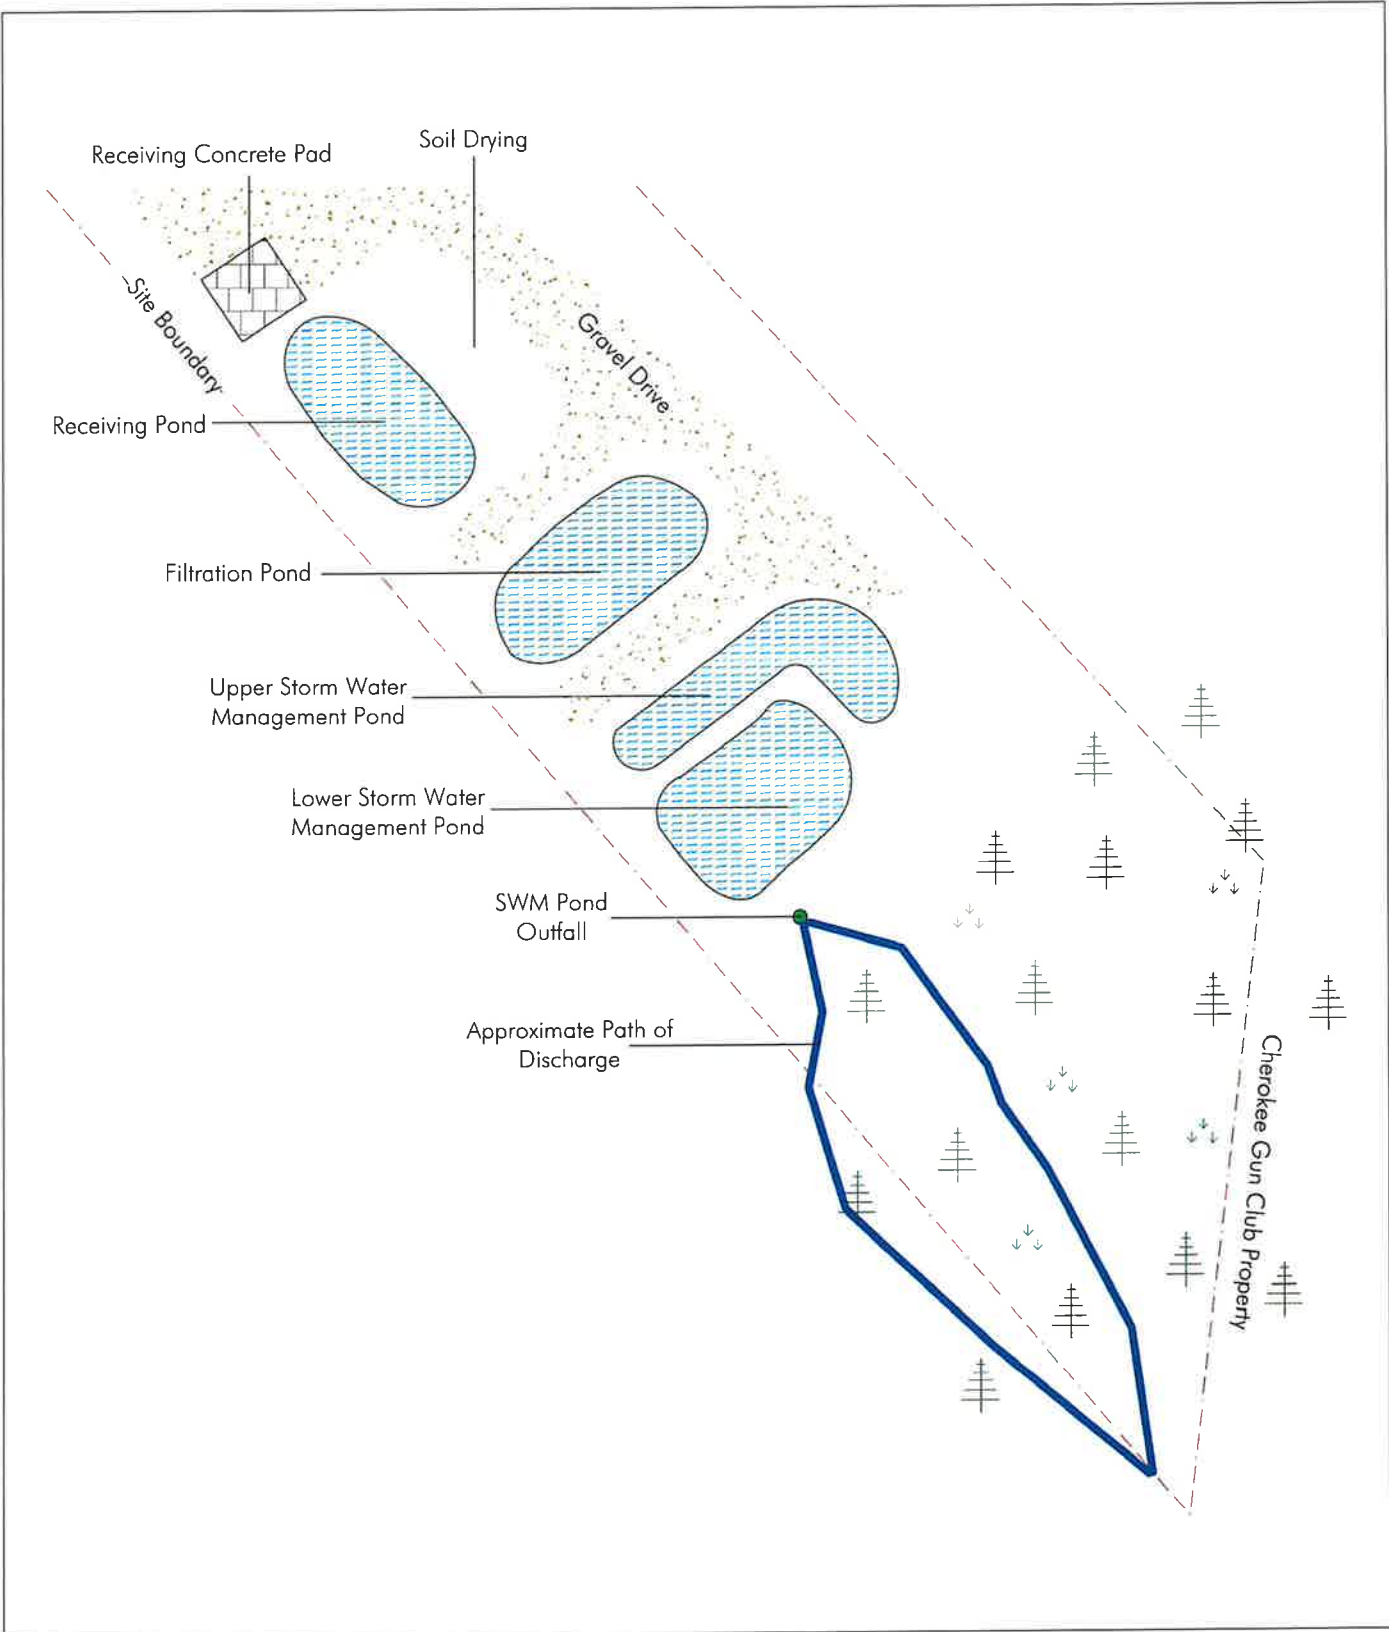 Soil Drying
Receiving Concrete Pad
Site Boundary
Gravel Drive
Receiving Pond
Filtration Pond
Upper Storm Water
Management Pond
Lower Storm Water
Management Pond
SWM Pond
Outfall
Approximate Path of
Discharge
Cherokee Gun Club Property